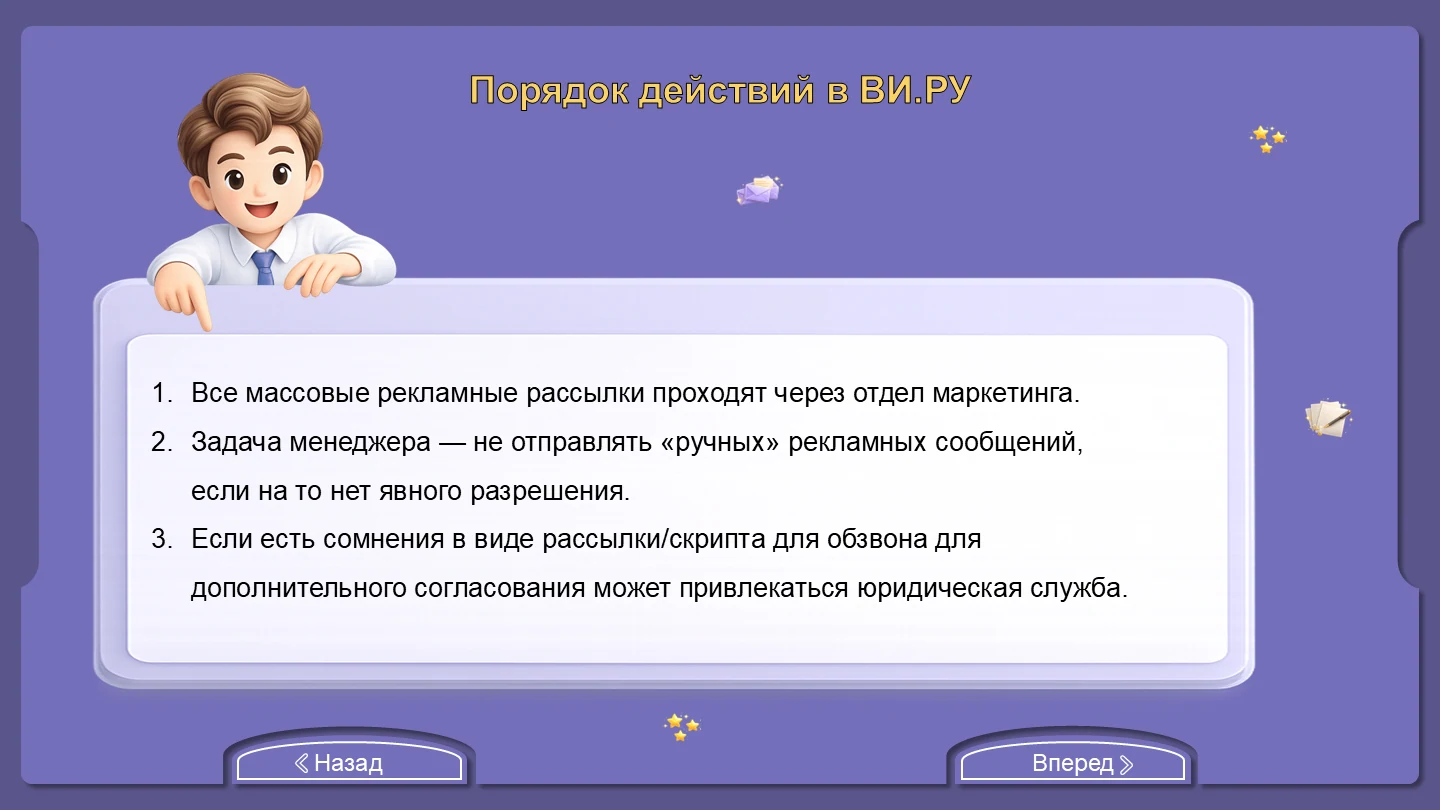 Порядок действий в ВИ.РУ
1. Все массовые рекламные рассылки проходят через отдел маркетинга.
2. Задача менеджера — не отправлять «ручных» рекламных сообщений,
если на то нет явного разрешения.
3. Если есть сомнения в виде рассылки/скрипта для обзвона для
дополнительного согласования может привлекаться юридическая служба.
Назад
Вперед